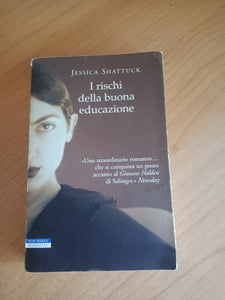 JESSICA SHATTUCK
I rischi
della buona
educazione
«Uno straordinario romanzo...
che si conquista un posto
accanto al Giovane Holden
di Salinger.» Newsday